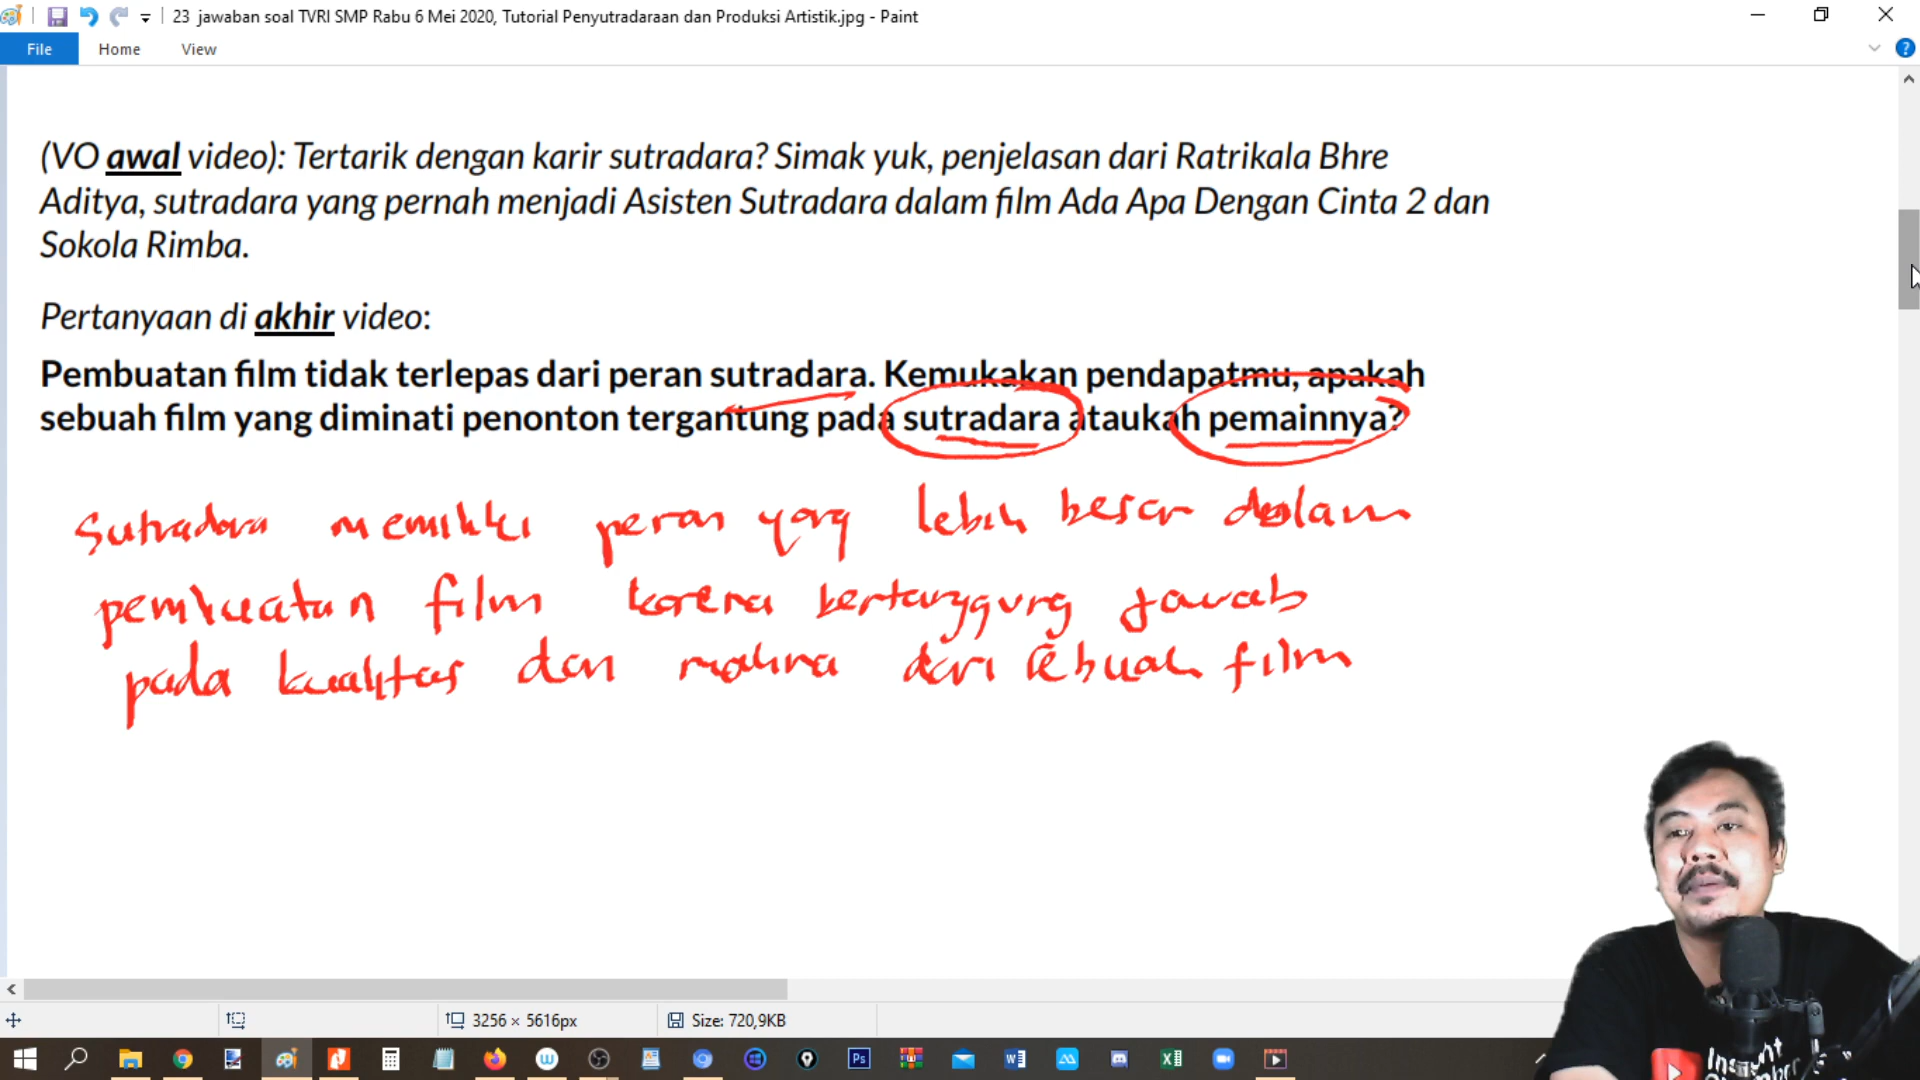 23 jawaban soal TVRI SMP Rabu 6 Mei 2020, Tutorial Penyutradaraan dan Produksi Artistik.jpg - Paint
File Home View
(VO awal video): Tertarik dengan karir sutradara? Simak yuk, penjelasan dari Ratrikala Bhre
Aditya, sutradara yang pernah menjadi Asisten Sutradara dalam film Ada Apa Dengan Cinta 2 dan
Sokola Rimba.
Pertanyaan di akhir video:
Pembuatan film tidak terlepas dari peran sutradara. Kemukakan pendapatmu, apakah
sebuah film yang diminati penonton tergantung pada sutradara ataukah pemainnya?
Sutradara memiliki peran yang lebih besar dalam
pembuatan film karena bertanggung jawab
pada kualitas dan makna dari sebuah film
3256 × 5616px Size: 720,9KB
Ps
Insight